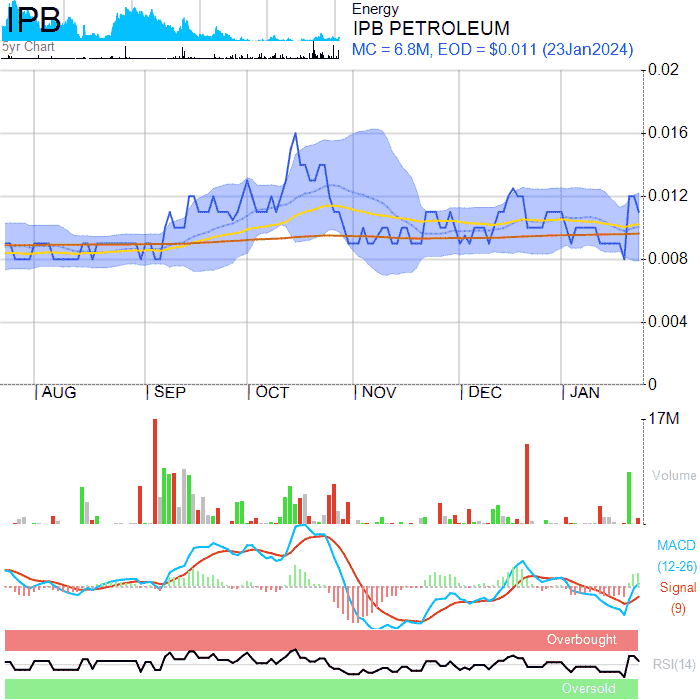 IPB
5yr Chart
Energy
IPB PETROLEUM
MC = 6.8M, EOD = $0.011 (23Jan2024)
0.02
0.016
0.012
0.008
0.004
0
AUG SEP OCT NOV DEC JAN
17M
Volume
MACD
(12-26)
Signal
(9)
Overbought
RSI(14)
Oversold